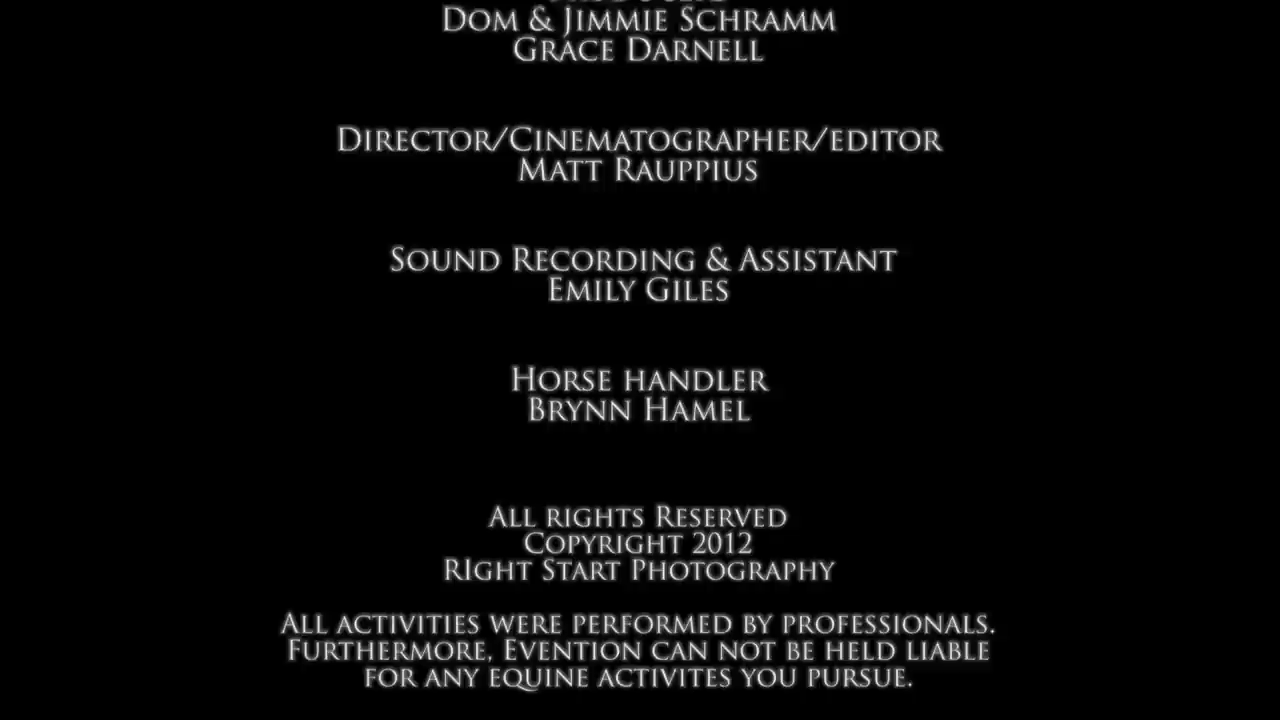 Dom & Jimmie Schramm
Grace Darnell
Director/Cinematographer/editor
Matt Rauppius
Sound Recording & Assistant
Emily Giles
Horse handler
Brynn Hamel
All rights Reserved
Copyright 2012
RIght Start Photography
All activities were performed by professionals.
Furthermore, Evention can not be held liable
for any equine activites you pursue.